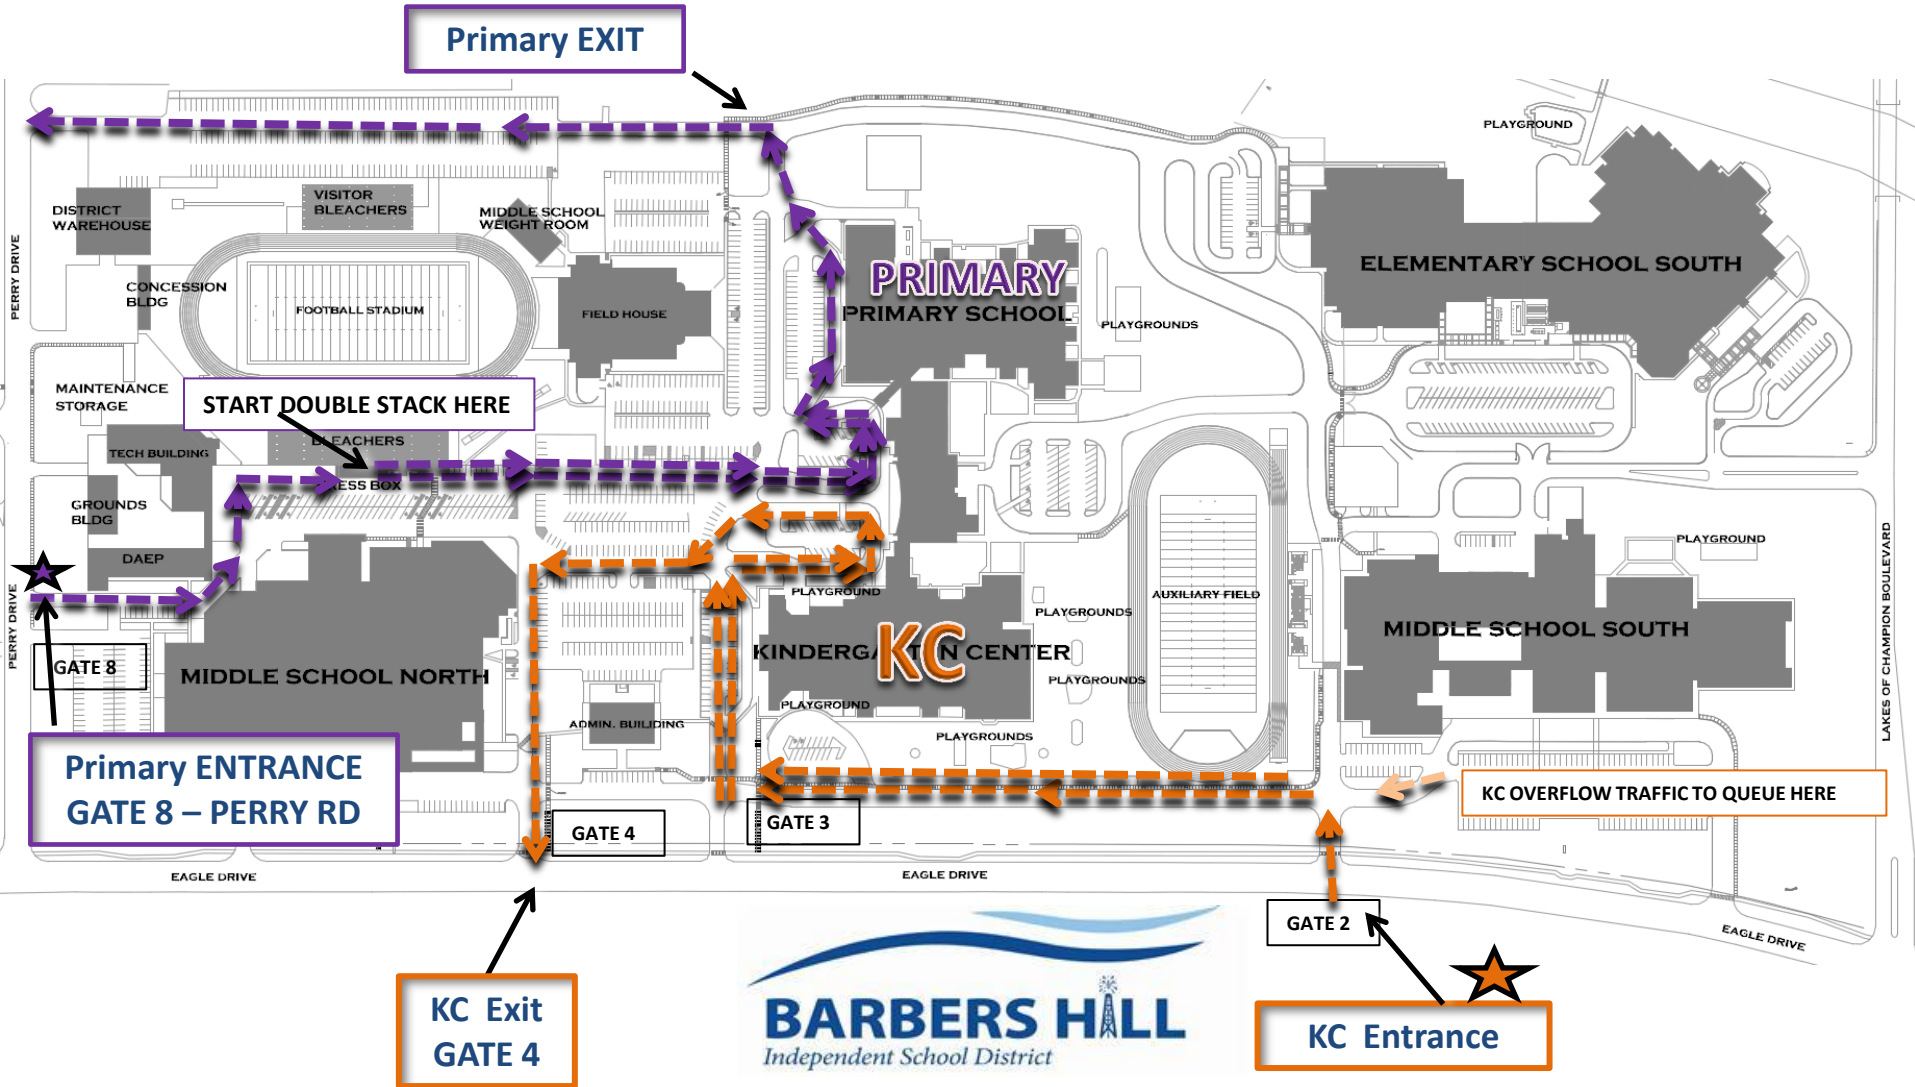 Primary EXIT
PLAYGROUND
DISTRICT
WAREHOUSE
VISITOR
BLEACHERS
MIDDLE SCHOOL
WEIGHT ROOM
PERRY DRIVE
CONCESSION
BLDG
FOOTBALL STADIUM
FIELD HOUSE
PRIMARY
PRIMARY SCHOOL
PLAYGROUNDS
ELEMENTARY SCHOOL SOUTH
MAINTENANCE
STORAGE
START DOUBLE STACK HERE
BLEACHERS
TECH BUILDING
ESS BOX
GROUNDS
BLDG
DAEP
PERRY DRIVE
GATE 8
MIDDLE SCHOOL NORTH
ADMIN. BUILDING
PLAYGROUND
KINDERGARTEN CENTER
KC
PLAYGROUND
PLAYGROUNDS
PLAYGROUNDS
PLAYGROUNDS
AUXILIARY FIELD
PLAYGROUND
MIDDLE SCHOOL SOUTH
LAKES OF CHAMPION BOULEVARD
Primary ENTRANCE
GATE 8 – PERRY RD
GATE 4
GATE 3
KC OVERFLOW TRAFFIC TO QUEUE HERE
EAGLE DRIVE
EAGLE DRIVE
GATE 2
EAGLE DRIVE
KC Exit
GATE 4
BARBERS HILL
Independent School District
KC Entrance